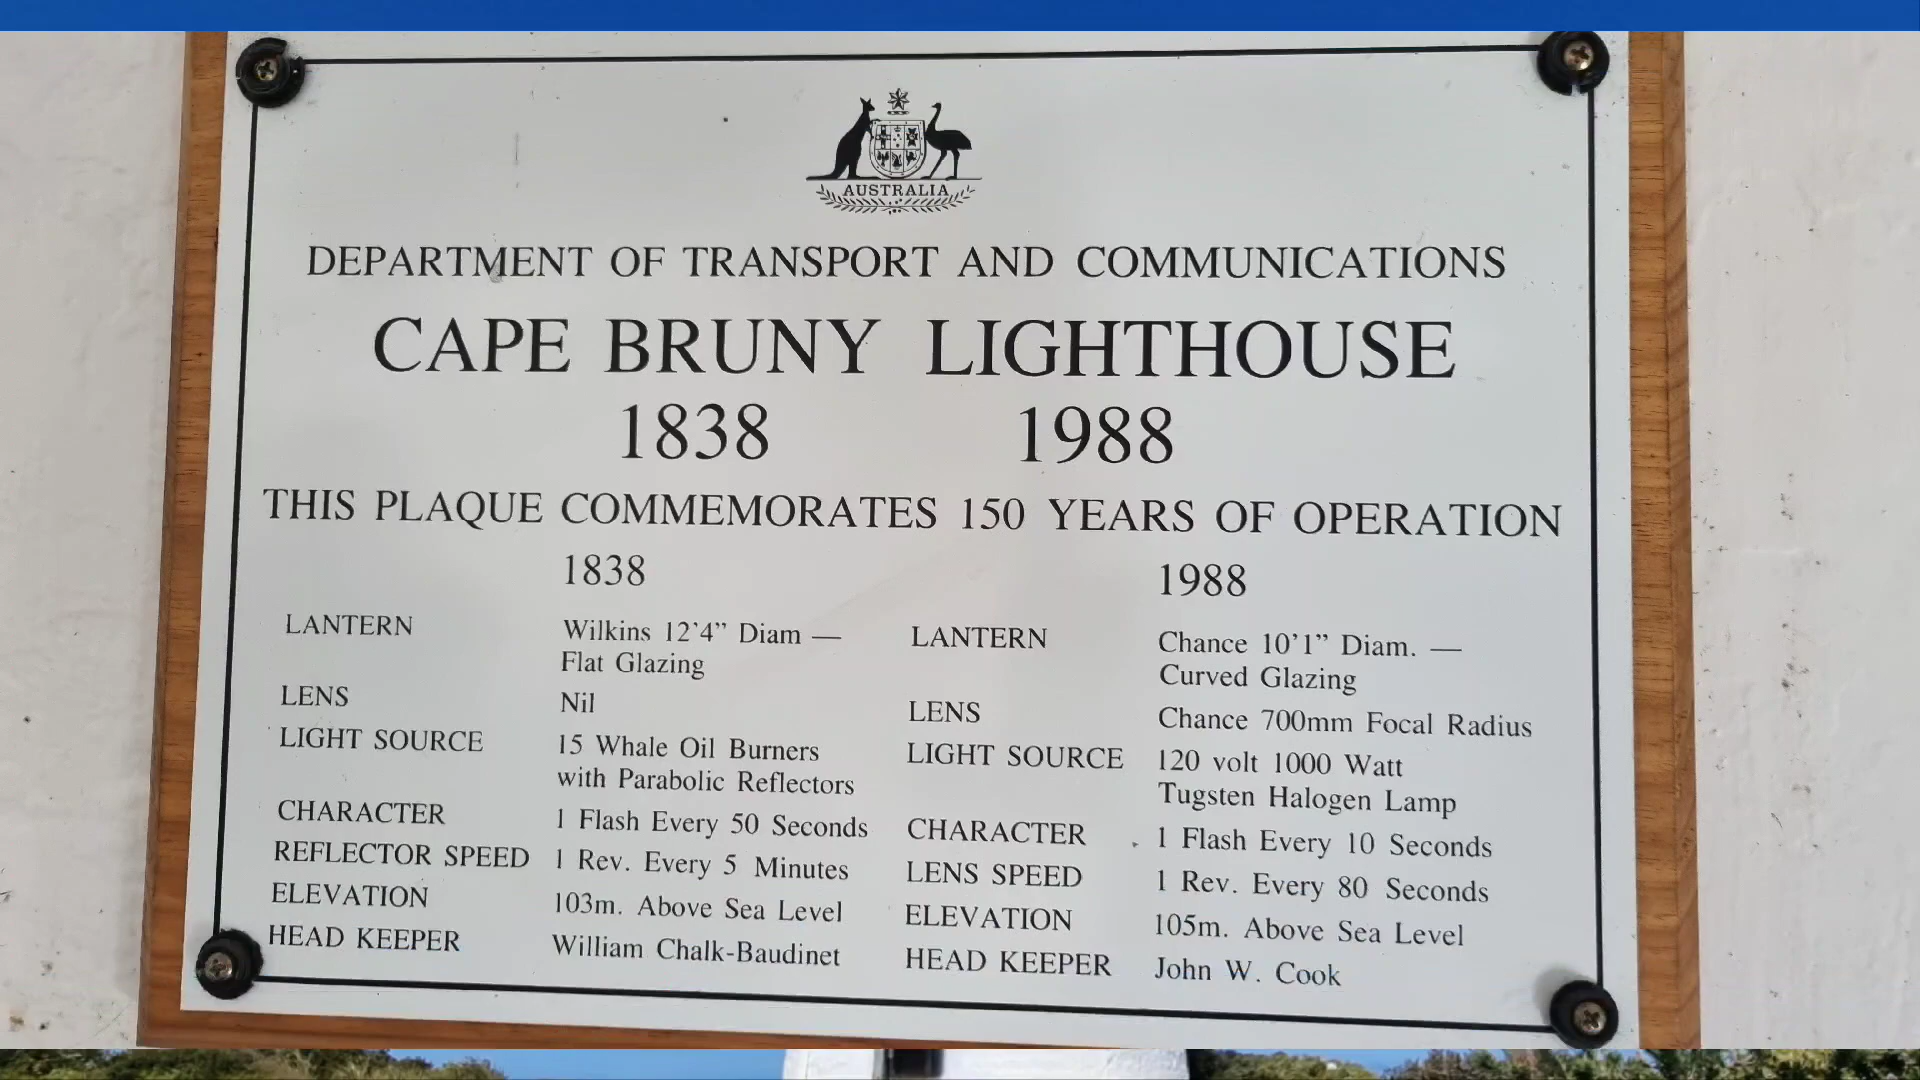 AUSTRALIA
DEPARTMENT OF TRANSPORT AND COMMUNICATIONS
CAPE BRUNY LIGHTHOUSE
1838 1988
THIS PLAQUE COMMEMORATES 150 YEARS OF OPERATION
1838
LANTERN Wilkins 12'4” Diam —
Flat Glazing
LENS Nil
LIGHT SOURCE 15 Whale Oil Burners
with Parabolic Reflectors
CHARACTER 1 Flash Every 50 Seconds
REFLECTOR SPEED 1 Rev. Every 5 Minutes
ELEVATION 103m. Above Sea Level
HEAD KEEPER William Chalk-Baudinet
1988
LANTERN Chance 10'1” Diam. —
Curved Glazing
LENS Chance 700mm Focal Radius
LIGHT SOURCE 120 volt 1000 Watt
Tugsten Halogen Lamp
CHARACTER 1 Flash Every 10 Seconds
LENS SPEED 1 Rev. Every 80 Seconds
ELEVATION 105m. Above Sea Level
HEAD KEEPER John W. Cook